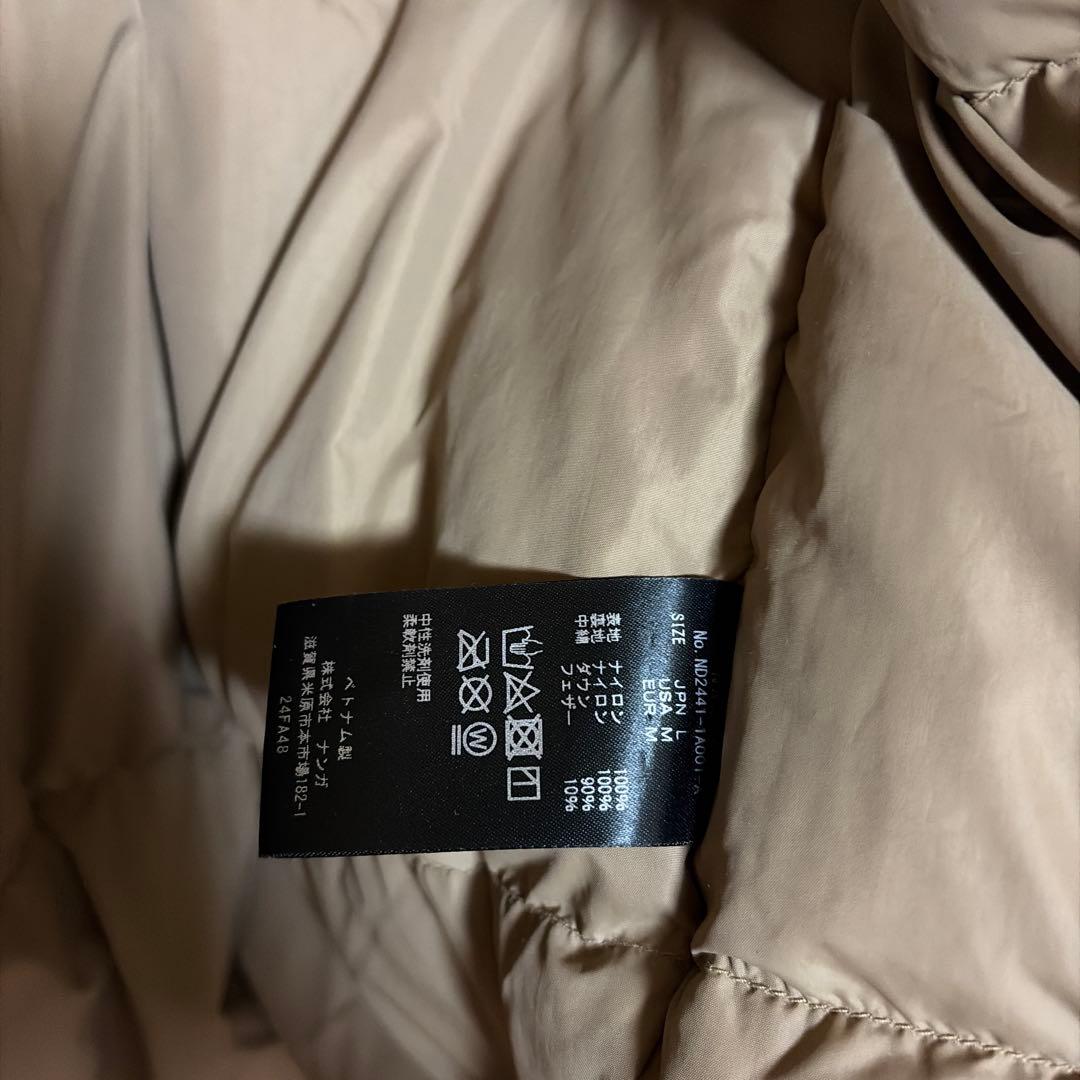 No. ND2441-1A001-
SIZE JPN L
USA M
EUR M
表地 ナイロン 100%
裏地 ナイロン 100%
中綿 ダウン 90%
フェザー 10%
W
中性洗剤使用
柔軟剤禁止
ベトナム製
株式会社 ナンガ
滋賀県米原市本市場182-1
24FA48